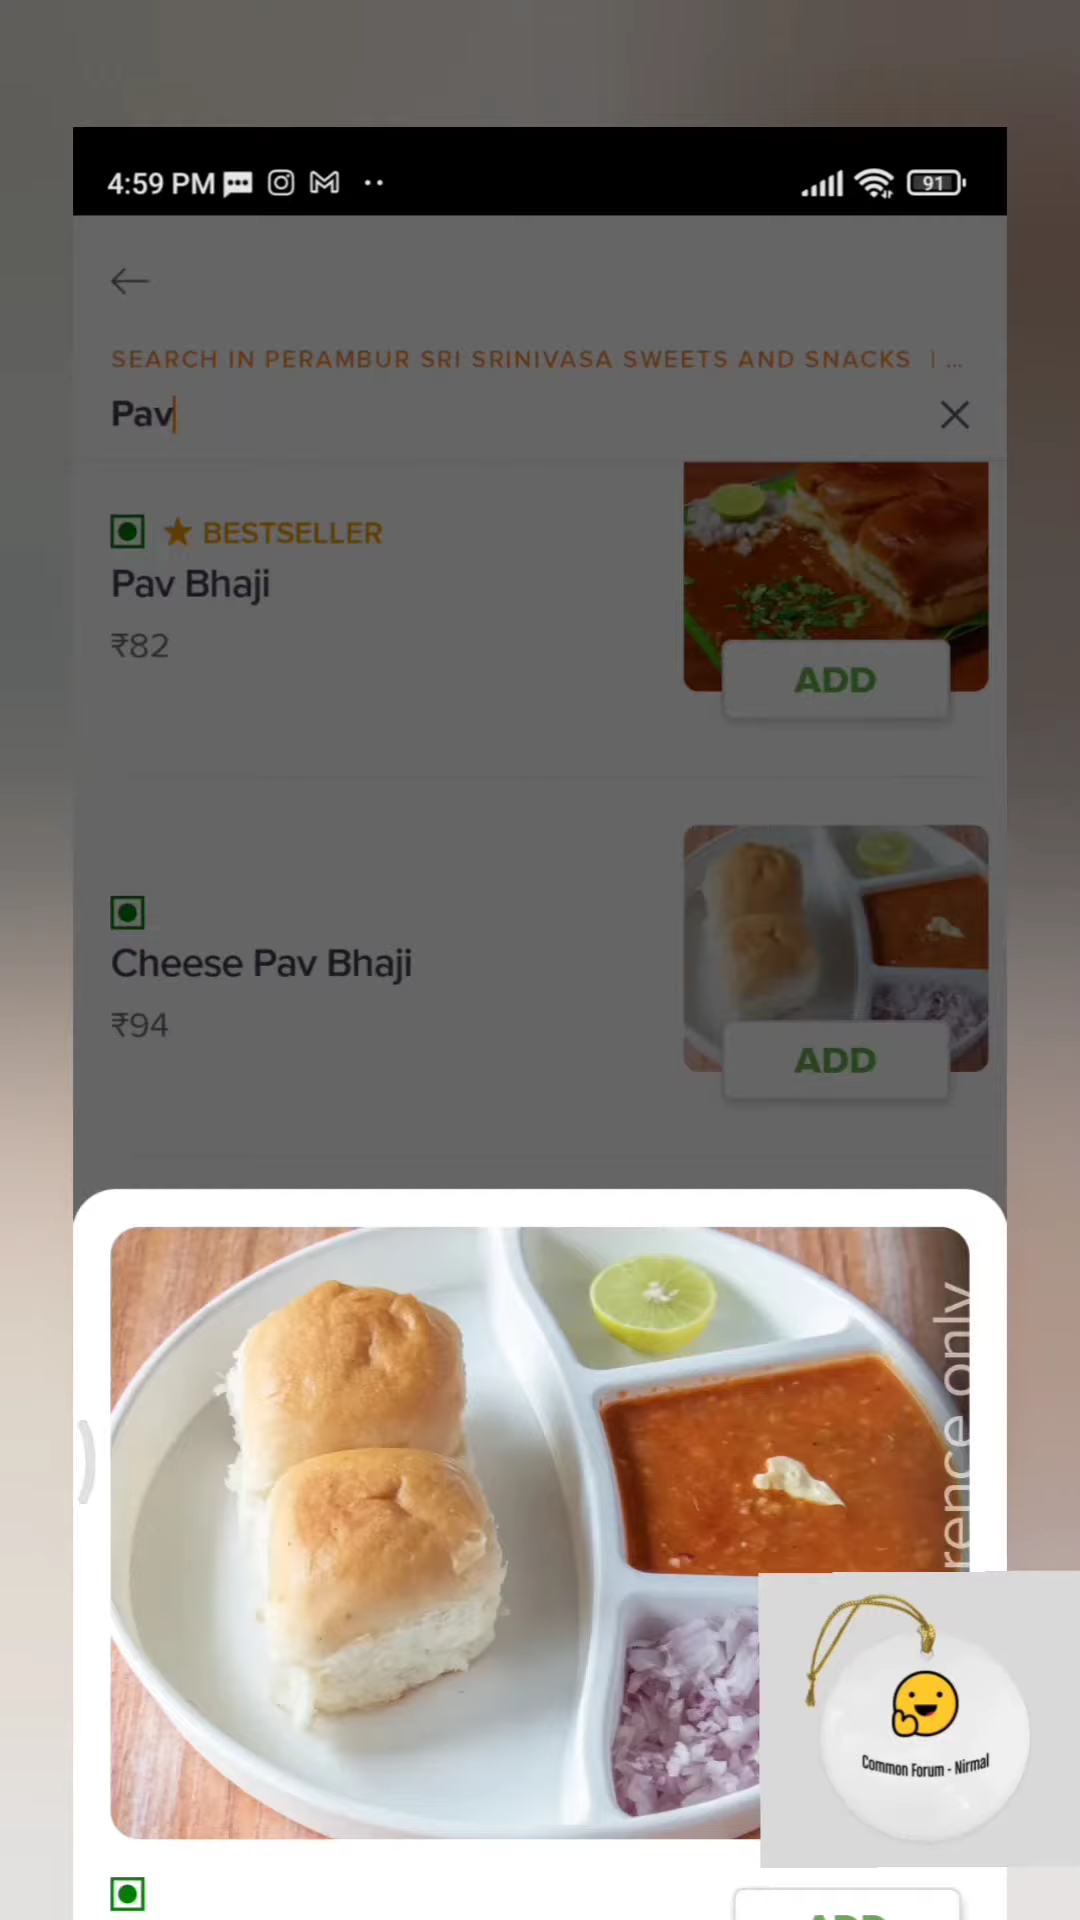 4:59 PM
91
SEARCH IN PERAMBUR SRI SRINIVASA SWEETS AND SNACKS | ...
Pav
BESTSELLER
Pav Bhaji
₹82
ADD
Cheese Pav Bhaji
₹94
ADD
only
Common Forum - Nirmal
ADD